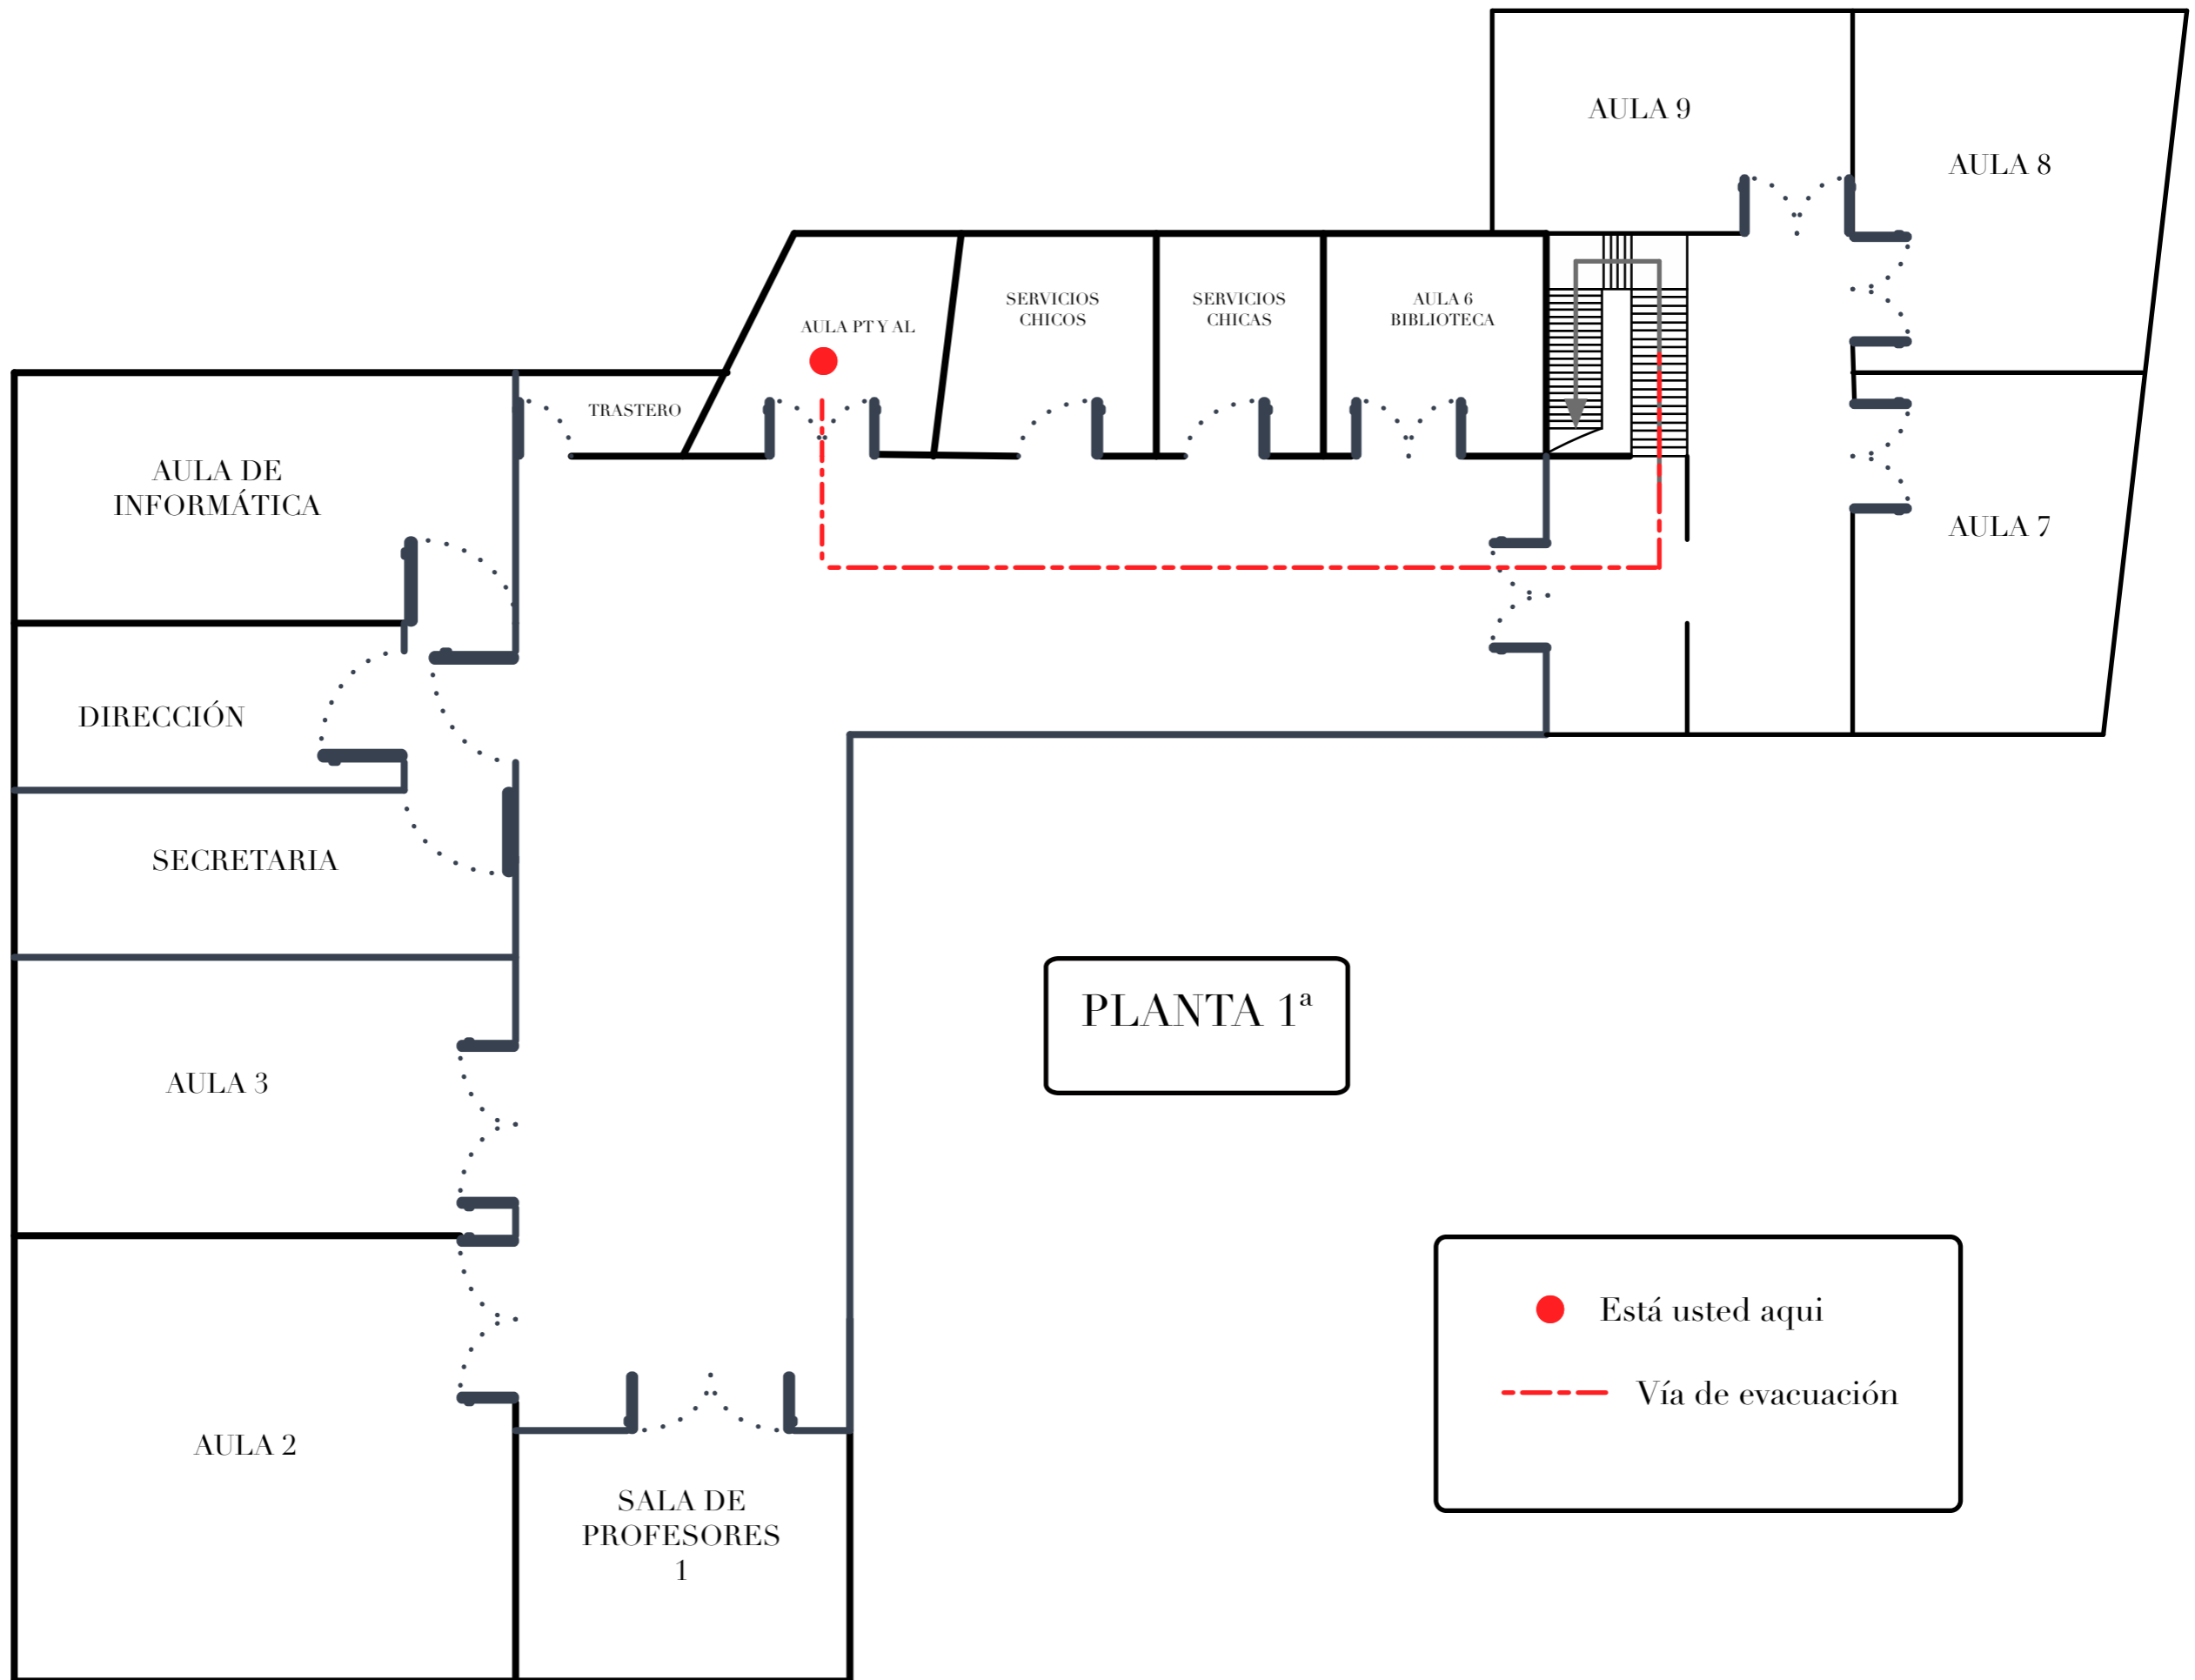 AULA 9
AULA 8
SERVICIOS
CHICOS
SERVICIOS
CHICAS
AULA 6
BIBLIOTECA
AULA PT Y AL
TRASTERO
AULA DE
INFORMÁTICA
AULA 7
DIRECCIÓN
SECRETARIA
PLANTA 1ª
AULA 3
Está usted aqui
Vía de evacuación
AULA 2
SALA DE
PROFESORES
1